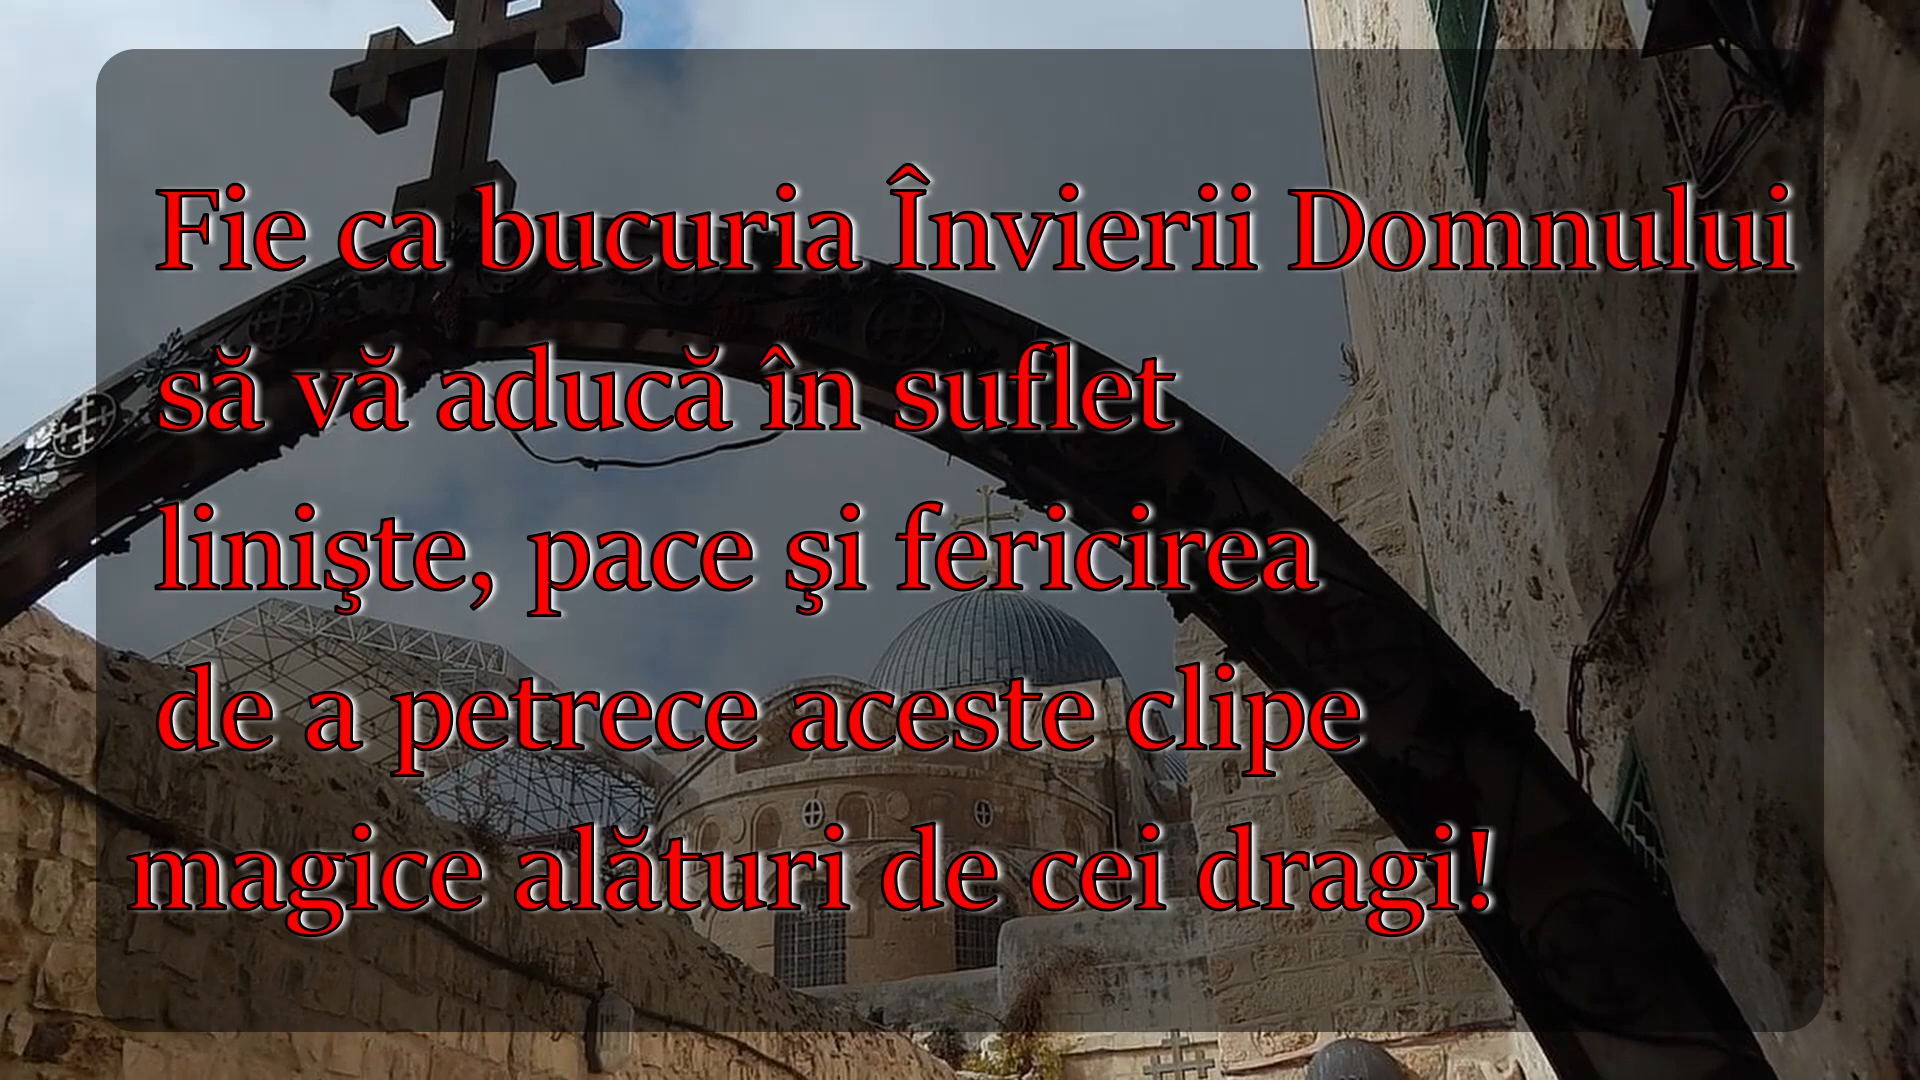 Fie ca bucuria Învierii Domnului
să vă aducă în suflet
linişte, pace şi fericirea
de a petrece aceste clipe
magice alături de cei dragi!